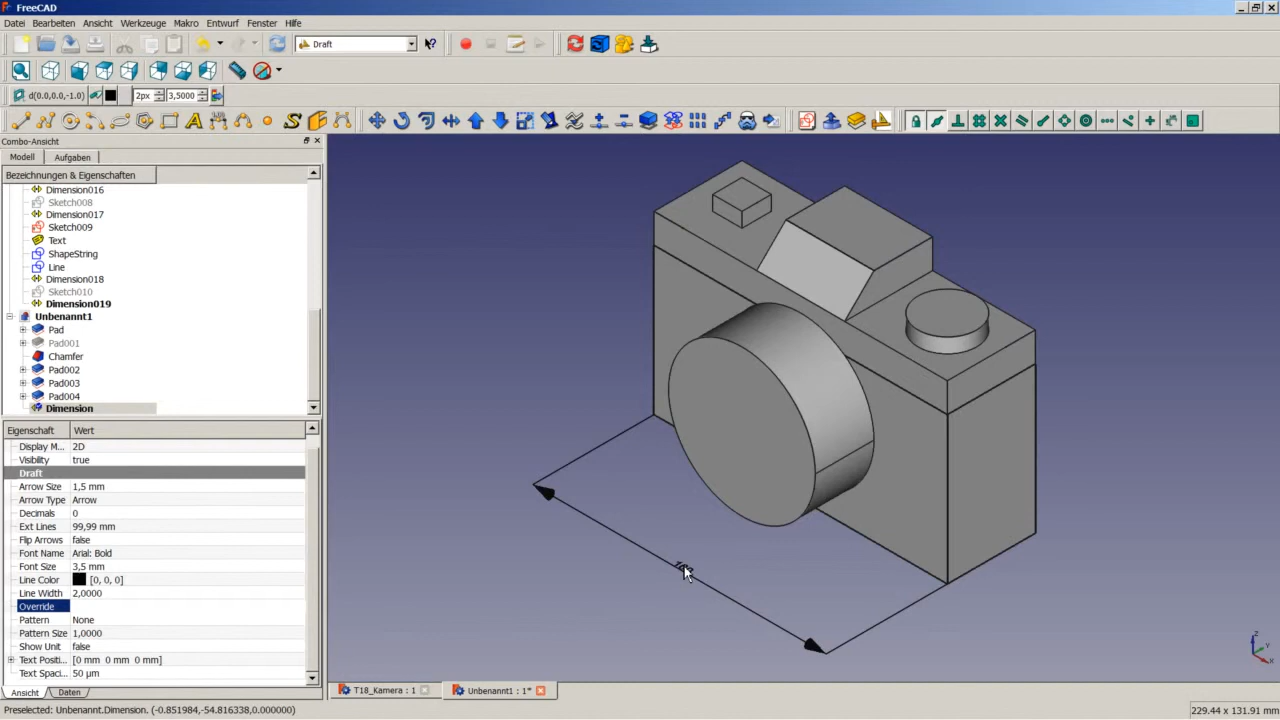 FreeCAD
Datei Bearbeiten Ansicht Werkzeuge Makro Entwurf Fenster Hilfe
Draft
d(0.0,0.0,-1.0) 2px 3,5000
Combo-Ansicht
Modell Aufgaben
Bezeichnungen & Eigenschaften
Dimension016
Sketch008
Dimension017
Sketch009
Text
ShapeString
Line
Dimension018
Sketch010
Dimension019
Unbenannt1
Pad
Pad001
Chamfer
Pad002
Pad003
Pad004
Dimension
Eigenschaft Wert
Display M... 2D
Visibility true
Draft
Arrow Size 1,5 mm
Arrow Type Arrow
Decimals 0
Ext Lines 99,99 mm
Flip Arrows false
Font Name Arial: Bold
Font Size 3,5 mm
Line Color [0, 0, 0]
Line Width 2,0000
Override
Pattern None
Pattern Size 1,0000
Show Unit false
Text Positi... [0 mm 0 mm 0 mm]
Text Spaci... 50 µm
Ansicht Daten
T18_Kamera : 1 Unbenannt1 : 1*
Z
Y
X
Preselected: Unbenannt.Dimension. (-0.851984,-54.816338,0.000000) 229.44 x 131.91 mm